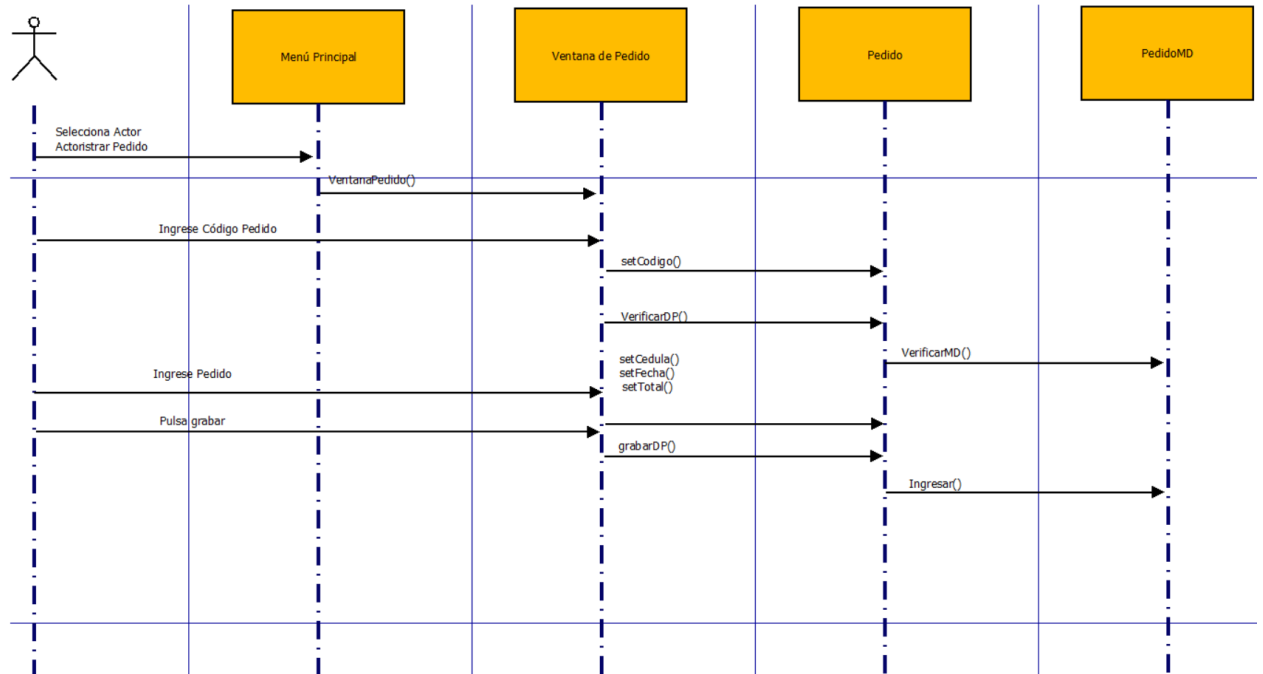 Menú Principal
Ventana de Pedido
Pedido
PedidoMD
Selecciona Actor
Actoristrar Pedido
VentanaPedido()
Ingrese Código Pedido
setCodigo()
VerificarDP()
VerificarMD()
setCedula()
setFecha()
setTotal()
Ingrese Pedido
Pulsa grabar
grabarDP()
Ingresar()